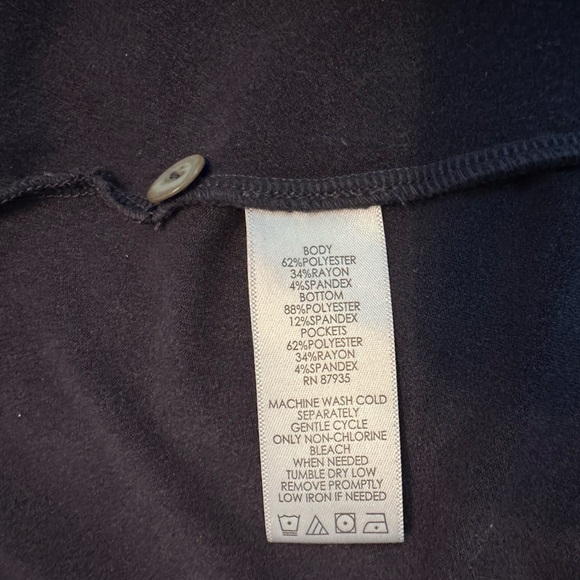 BODY
62%POLYESTER
34%RAYON
4%SPANDEX
BOTTOM
88%POLYESTER
12%SPANDEX
POCKETS
62%POLYESTER
34%RAYON
4%SPANDEX
RN 87935
MACHINE WASH COLD
SEPARATELY
GENTLE CYCLE
ONLY NON-CHLORINE
BLEACH
WHEN NEEDED
TUMBLE DRY LOW
REMOVE PROMPTLY
LOW IRON IF NEEDED